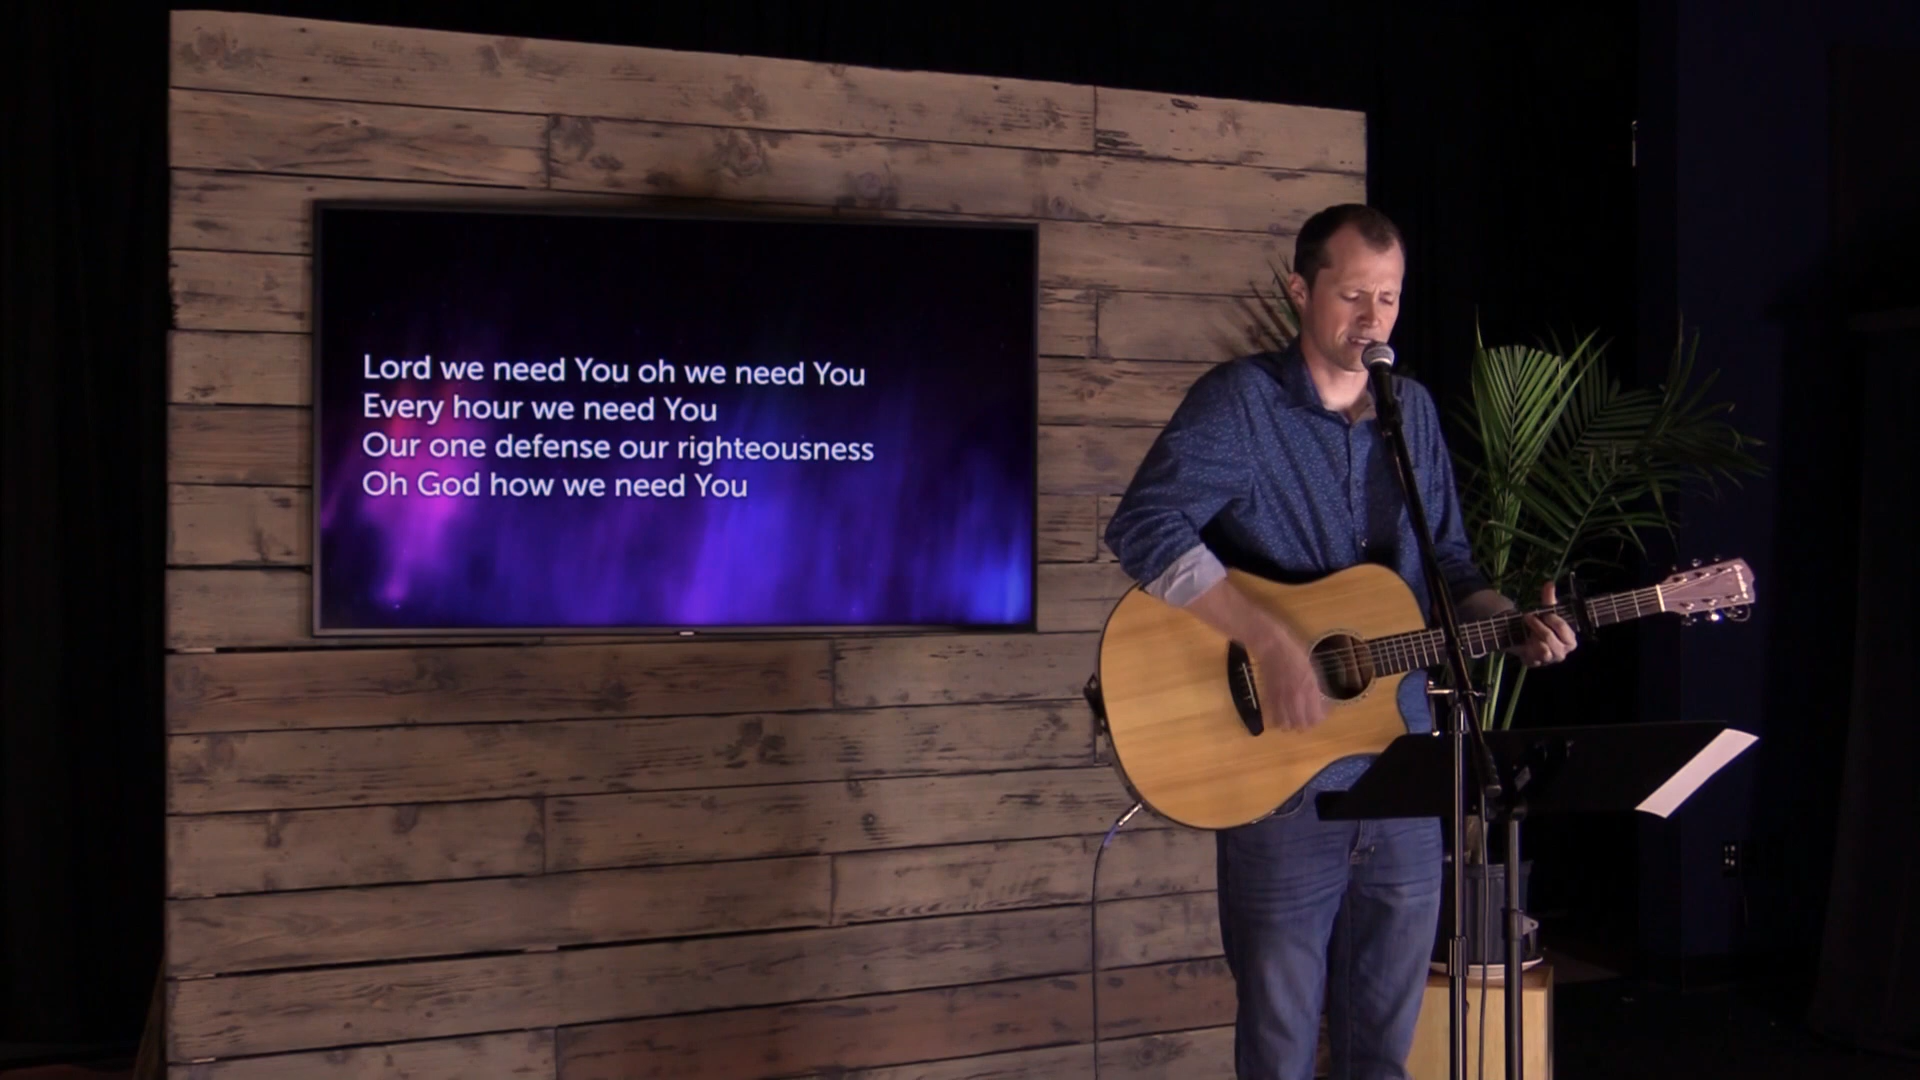 Lord we need You oh we need You
Every hour we need You
Our one defense our righteousness
Oh God how we need You